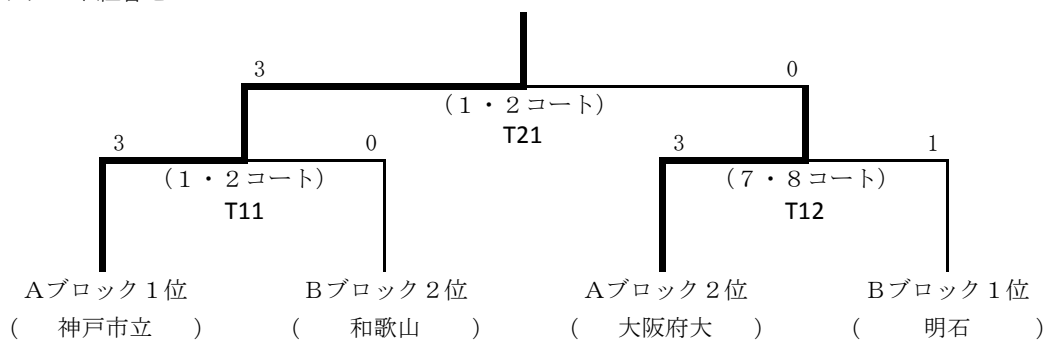 3 0
（１・２コート）
T21
3 0 3 1
（１・２コート） （７・８コート）
T11 T12
Ａブロック１位 Ｂブロック２位 Ａブロック２位 Ｂブロック１位
（ 神戸市立 ） （ 和歌山 ） （ 大阪府大 ） （ 明石 ）